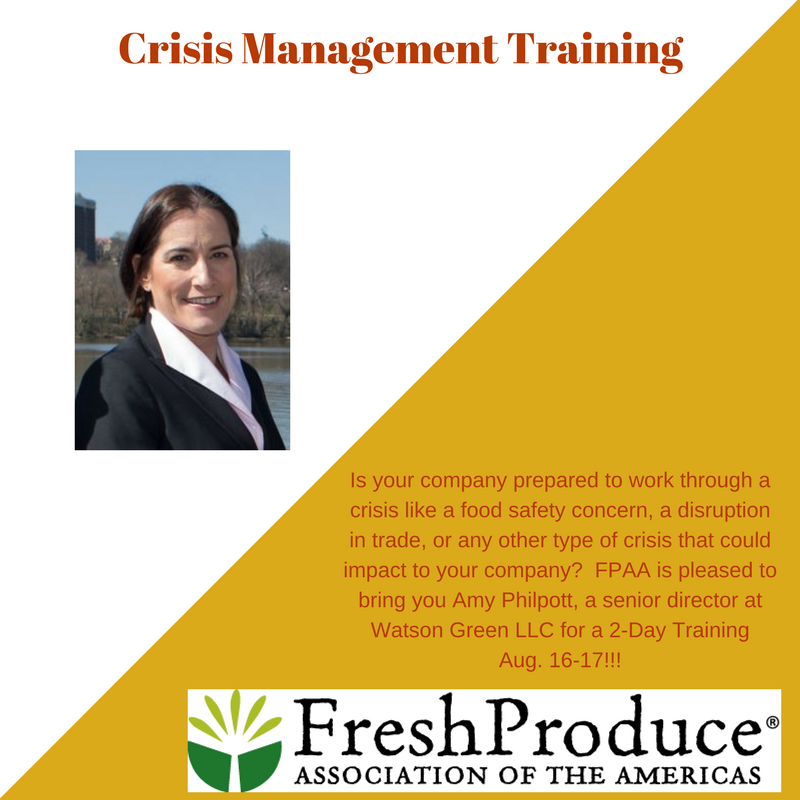 Crisis Management Training
Is your company prepared to work through a
crisis like a food safety concern, a disruption
in trade, or any other type of crisis that could
impact to your company?  FPAA is pleased to
bring you Amy Philpott, a senior director at
Watson Green LLC for a 2-Day Training
Aug. 16-17!!!
FreshProduce®
ASSOCIATION OF THE AMERICAS